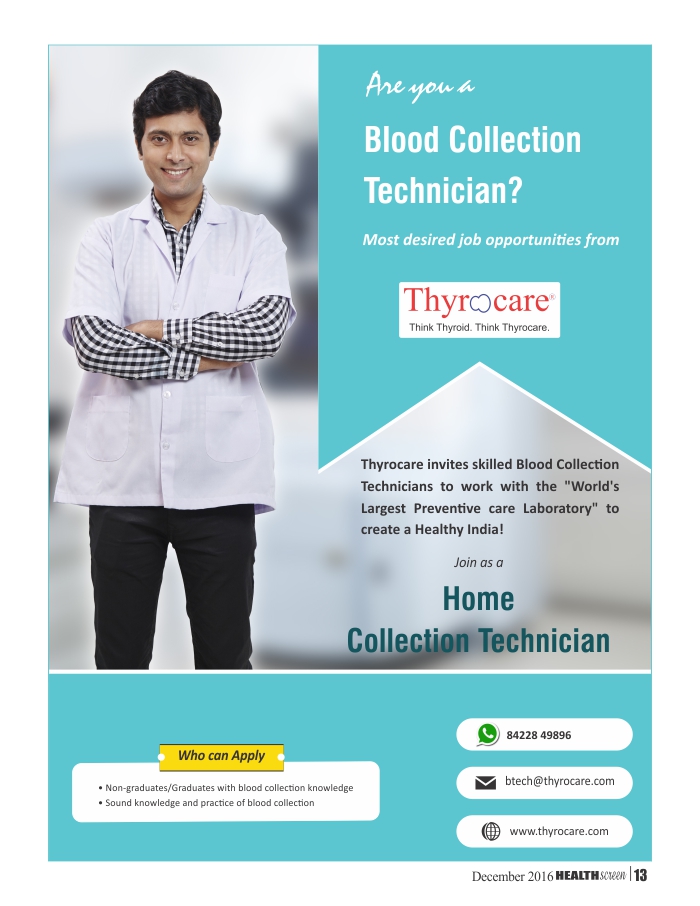 Are you a
Blood Collection
Technician?
Most desired job opportunities from
Thyrocare®
Think Thyroid. Think Thyrocare.
Thyrocare invites skilled Blood Collection
Technicians to work with the "World's
Largest Preventive care Laboratory" to
create a Healthy India!
Join as a
Home
Collection Technician
Who can Apply
• Non-graduates/Graduates with blood collection knowledge
• Sound knowledge and practice of blood collection
84228 49896
btech@thyrocare.com
www.thyrocare.com
December 2016 HEALTHscreen | 13